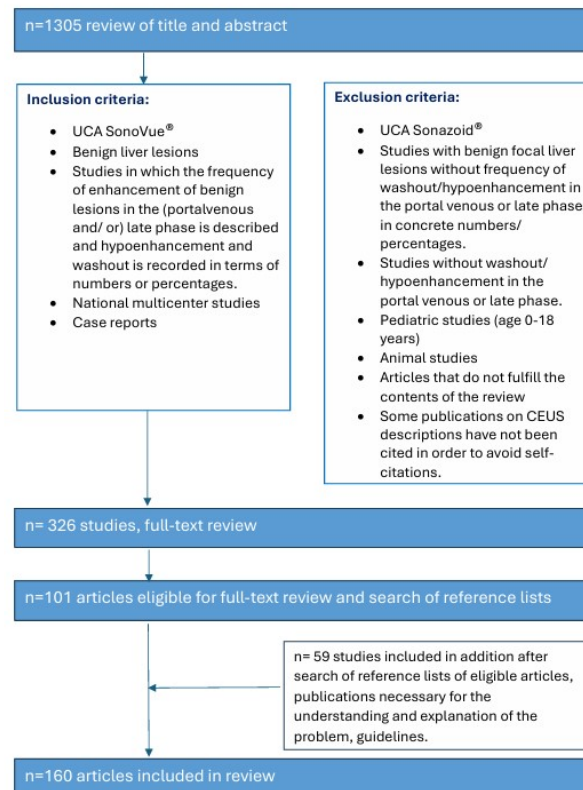 n=1305 review of title and abstract
Inclusion criteria:
• UCA SonoVue®
• Benign liver lesions
• Studies in which the frequency
of enhancement of benign
lesions in the (portalvenous
and/ or) late phase is described
and hypoenhancement and
washout is recorded in terms of
numbers or percentages.
• National multicenter studies
• Case reports
Exclusion criteria:
• UCA Sonazoid®
• Studies with benign focal liver
lesions without frequency of
washout/hypoenhancement in
the portal venous or late phase
in concrete numbers/
percentages.
• Studies without washout/
hypoenhancement in the portal
venous or late phase.
• Pediatric studies (age 0-18
years)
• Animal studies
• Articles that do not fulfill the
contents of the review
• Some publications on CEUS
descriptions have not been
cited in order to avoid self-
citations.
n= 326 studies, full-text review
n=101 articles eligible for full-text review and search of reference lists
n= 59 studies included in addition after
search of reference lists of eligible articles,
publications necessary for the
understanding and explanation of the
problem, guidelines.
n=160 articles included in review